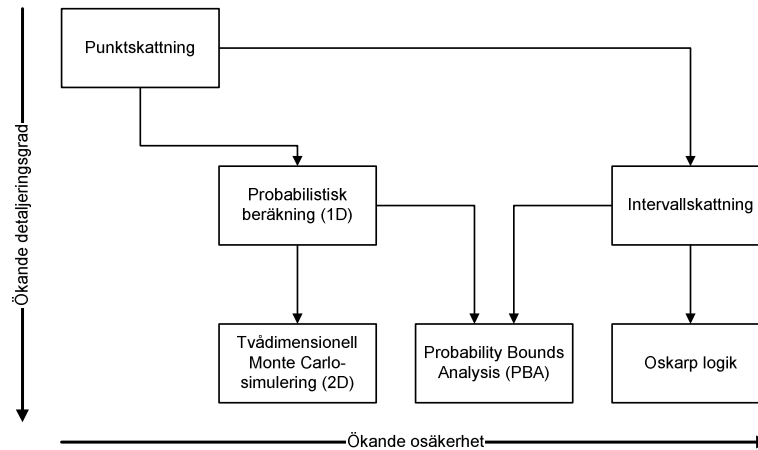 Punktskattning
Ökande detaljeringsgrad
Probabilistisk
beräkning (1D)
Intervallskattning
Tvådimensionell
Monte Carlo-
simulering (2D)
Probability Bounds
Analysis (PBA)
Oskarp logik
Ökande osäkerhet